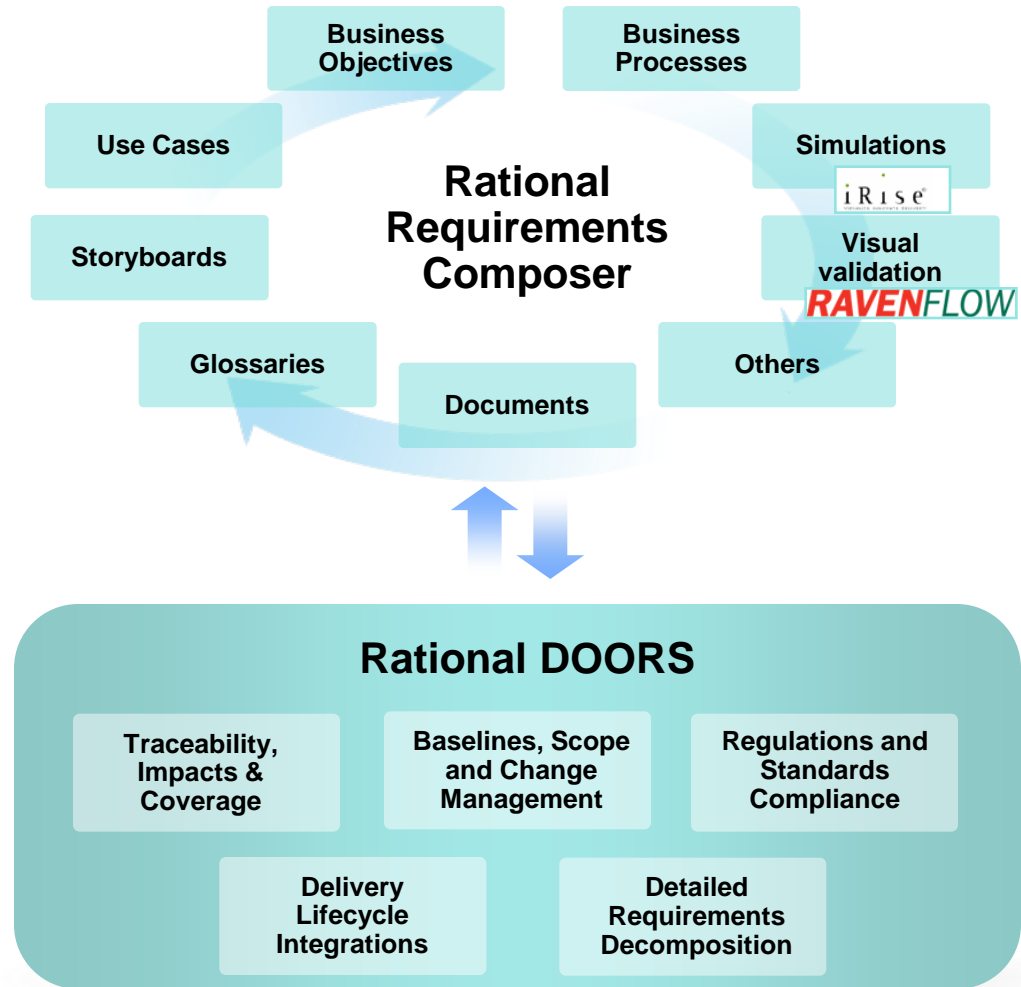 Business
Objectives
Business
Processes
Use Cases
Simulations
iRise®
Rational
Requirements
Composer
Storyboards
Visual
validation
RAVENFLOW
Glossaries
Others
Documents
Rational DOORS
Traceability,
Impacts &
Coverage
Baselines, Scope
and Change
Management
Regulations and
Standards
Compliance
Delivery
Lifecycle
Integrations
Detailed
Requirements
Decomposition